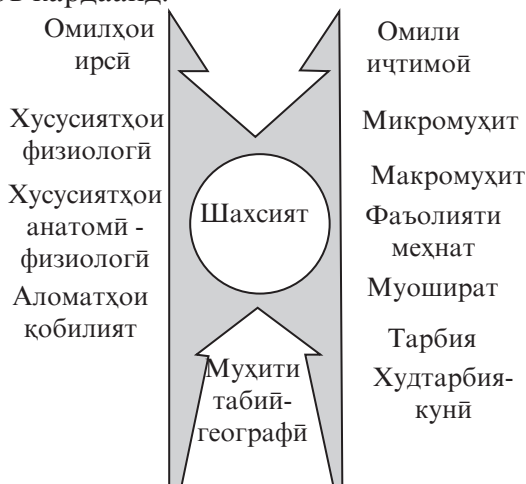 Омилҳои
ирсӣ
Хусусиятҳои
физиологӣ
Хусусиятҳои
анатомӣ -
физиологӣ
Аломатҳои
қобилият
Шахсият
Муҳити
табиӣ-
географӣ
Омили
иҷтимоӣ
Микромуҳит
Макромуҳит
Фаъолияти
меҳнат
Муошират
Тарбия
Худтарбия-
кунӣ